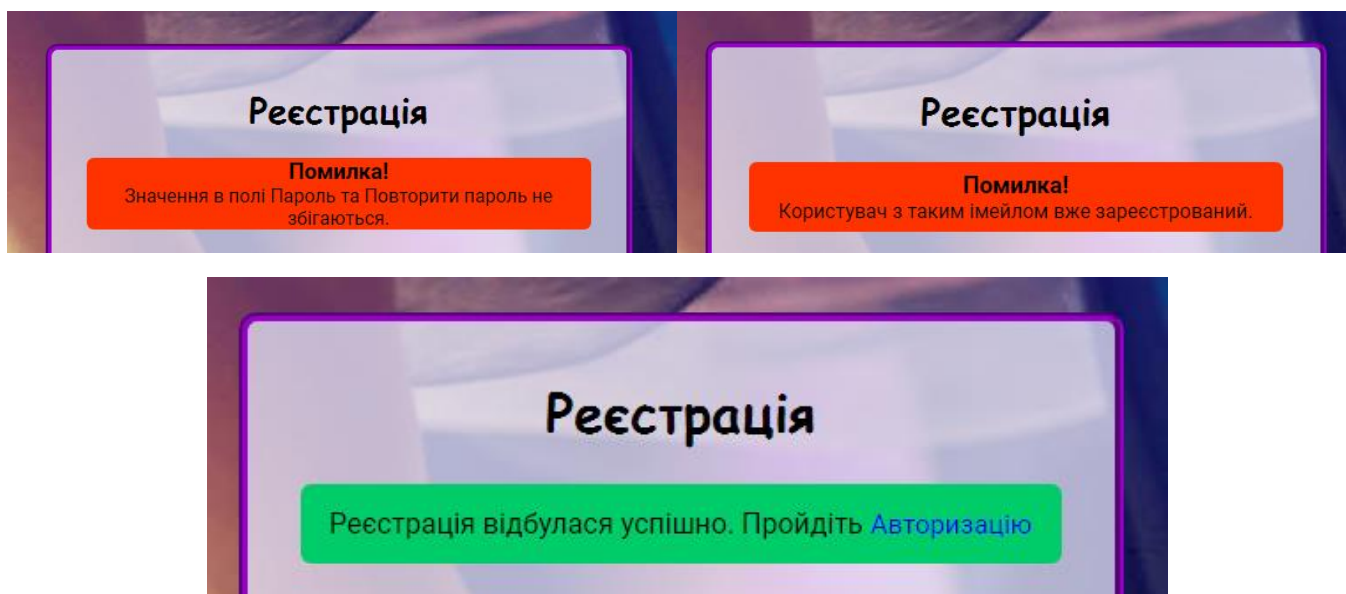 Реєстрація
Помилка!
Значення в полі Пароль та Повторити пароль не
збігаються.
Реєстрація
Помилка!
Користувач з таким імейлом вже зареєстрований.
Реєстрація
Реєстрація відбулася успішно. Пройдіть Авторизацію